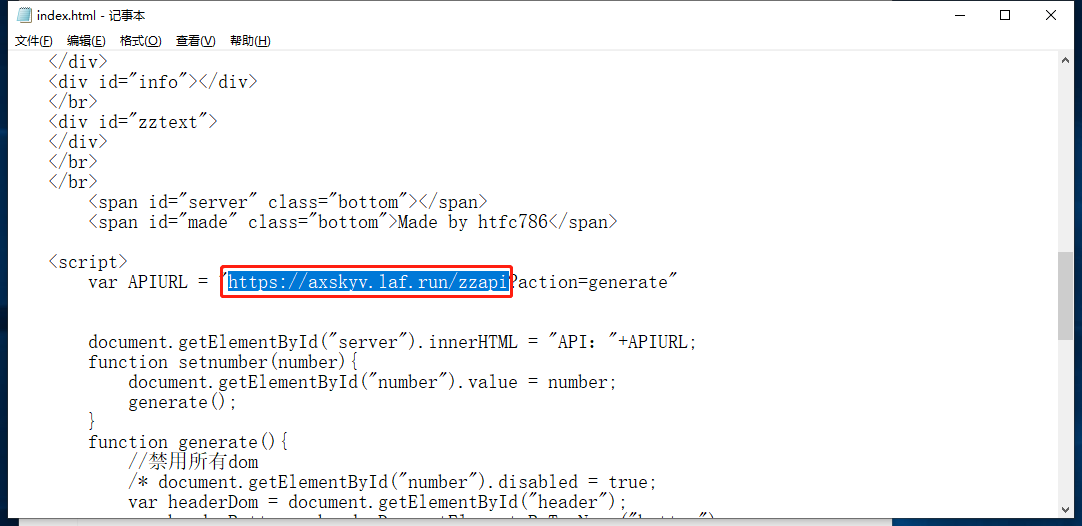 index.html - 记事本
文件(F) 编辑(E) 格式(O) 查看(V) 帮助(H)
</div>
<div id="info"></div>
</br>
<div id="zztext">
</div>
</br>
</br>
<span id="server" class="bottom"></span>
<span id="made" class="bottom">Made by htfc786</span>
<script>
var APIURL = "https://axskyv.laf.run/zzapi?action=generate"
document.getElementById("server").innerHTML = "API："+APIURL;
function setnumber(number){
document.getElementById("number").value = number;
generate();
}
function generate(){
//禁用所有dom
/* document.getElementById("number").disabled = true;
var headerDom = document.getElementById("header");